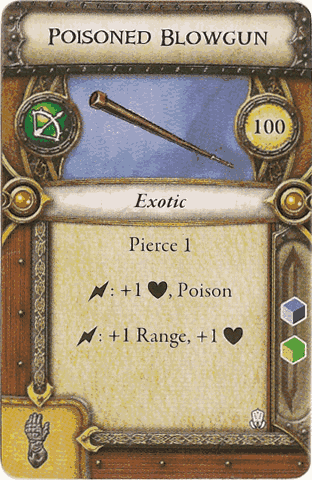 Poisoned Blowgun
100
Exotic
Pierce 1
: +1 , Poison
: +1 Range, +1